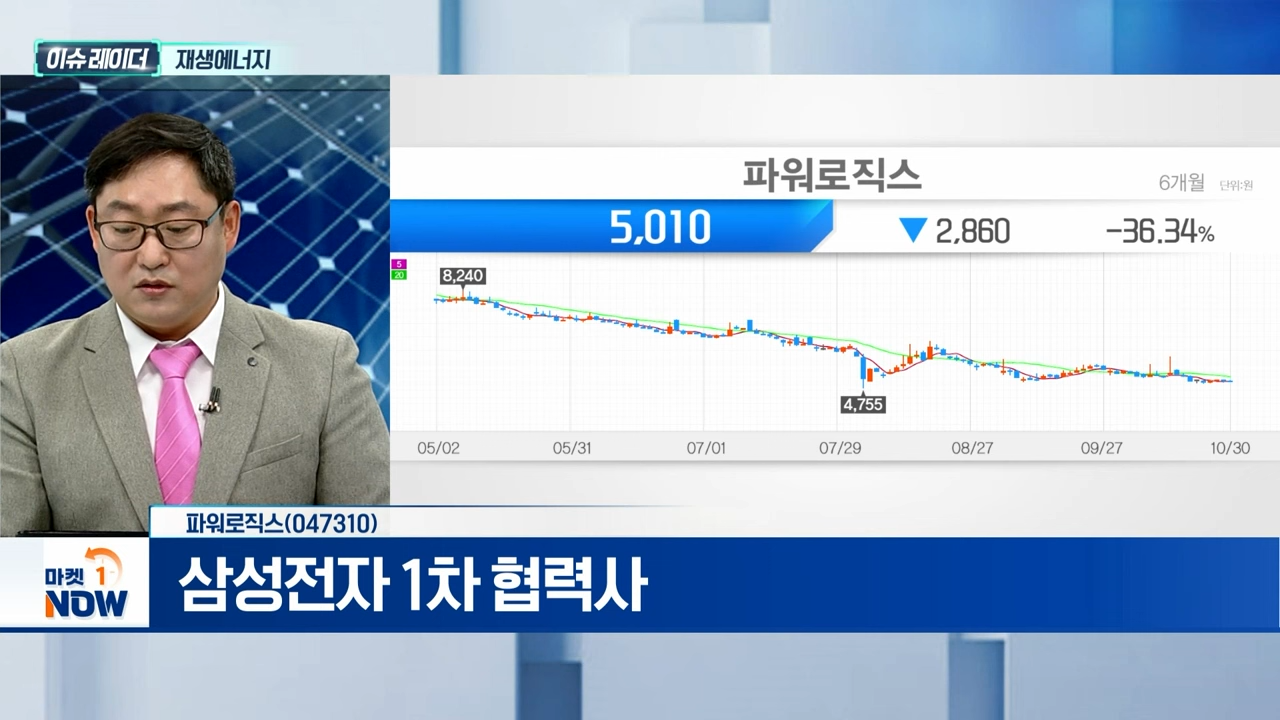 이슈 레이더 재생에너지
파워로직스
6개월 단위:원
5,010 ▼ 2,860 -36.34%
5
20
8,240
4,755
05/02 05/31 07/01 07/29 08/27 09/27 10/30
파워로직스(047310)
마켓 1
NOW
삼성전자 1차 협력사